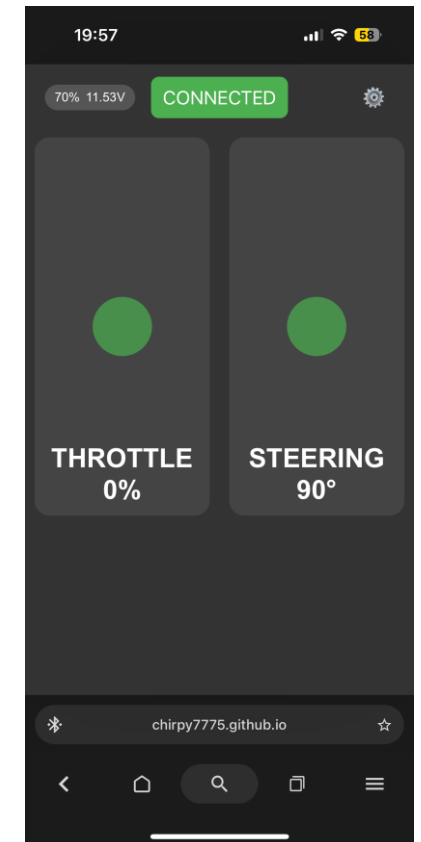 19:57
58
70% 11.53V
CONNECTED
THROTTLE
0%
STEERING
90°
chirpy7775.github.io